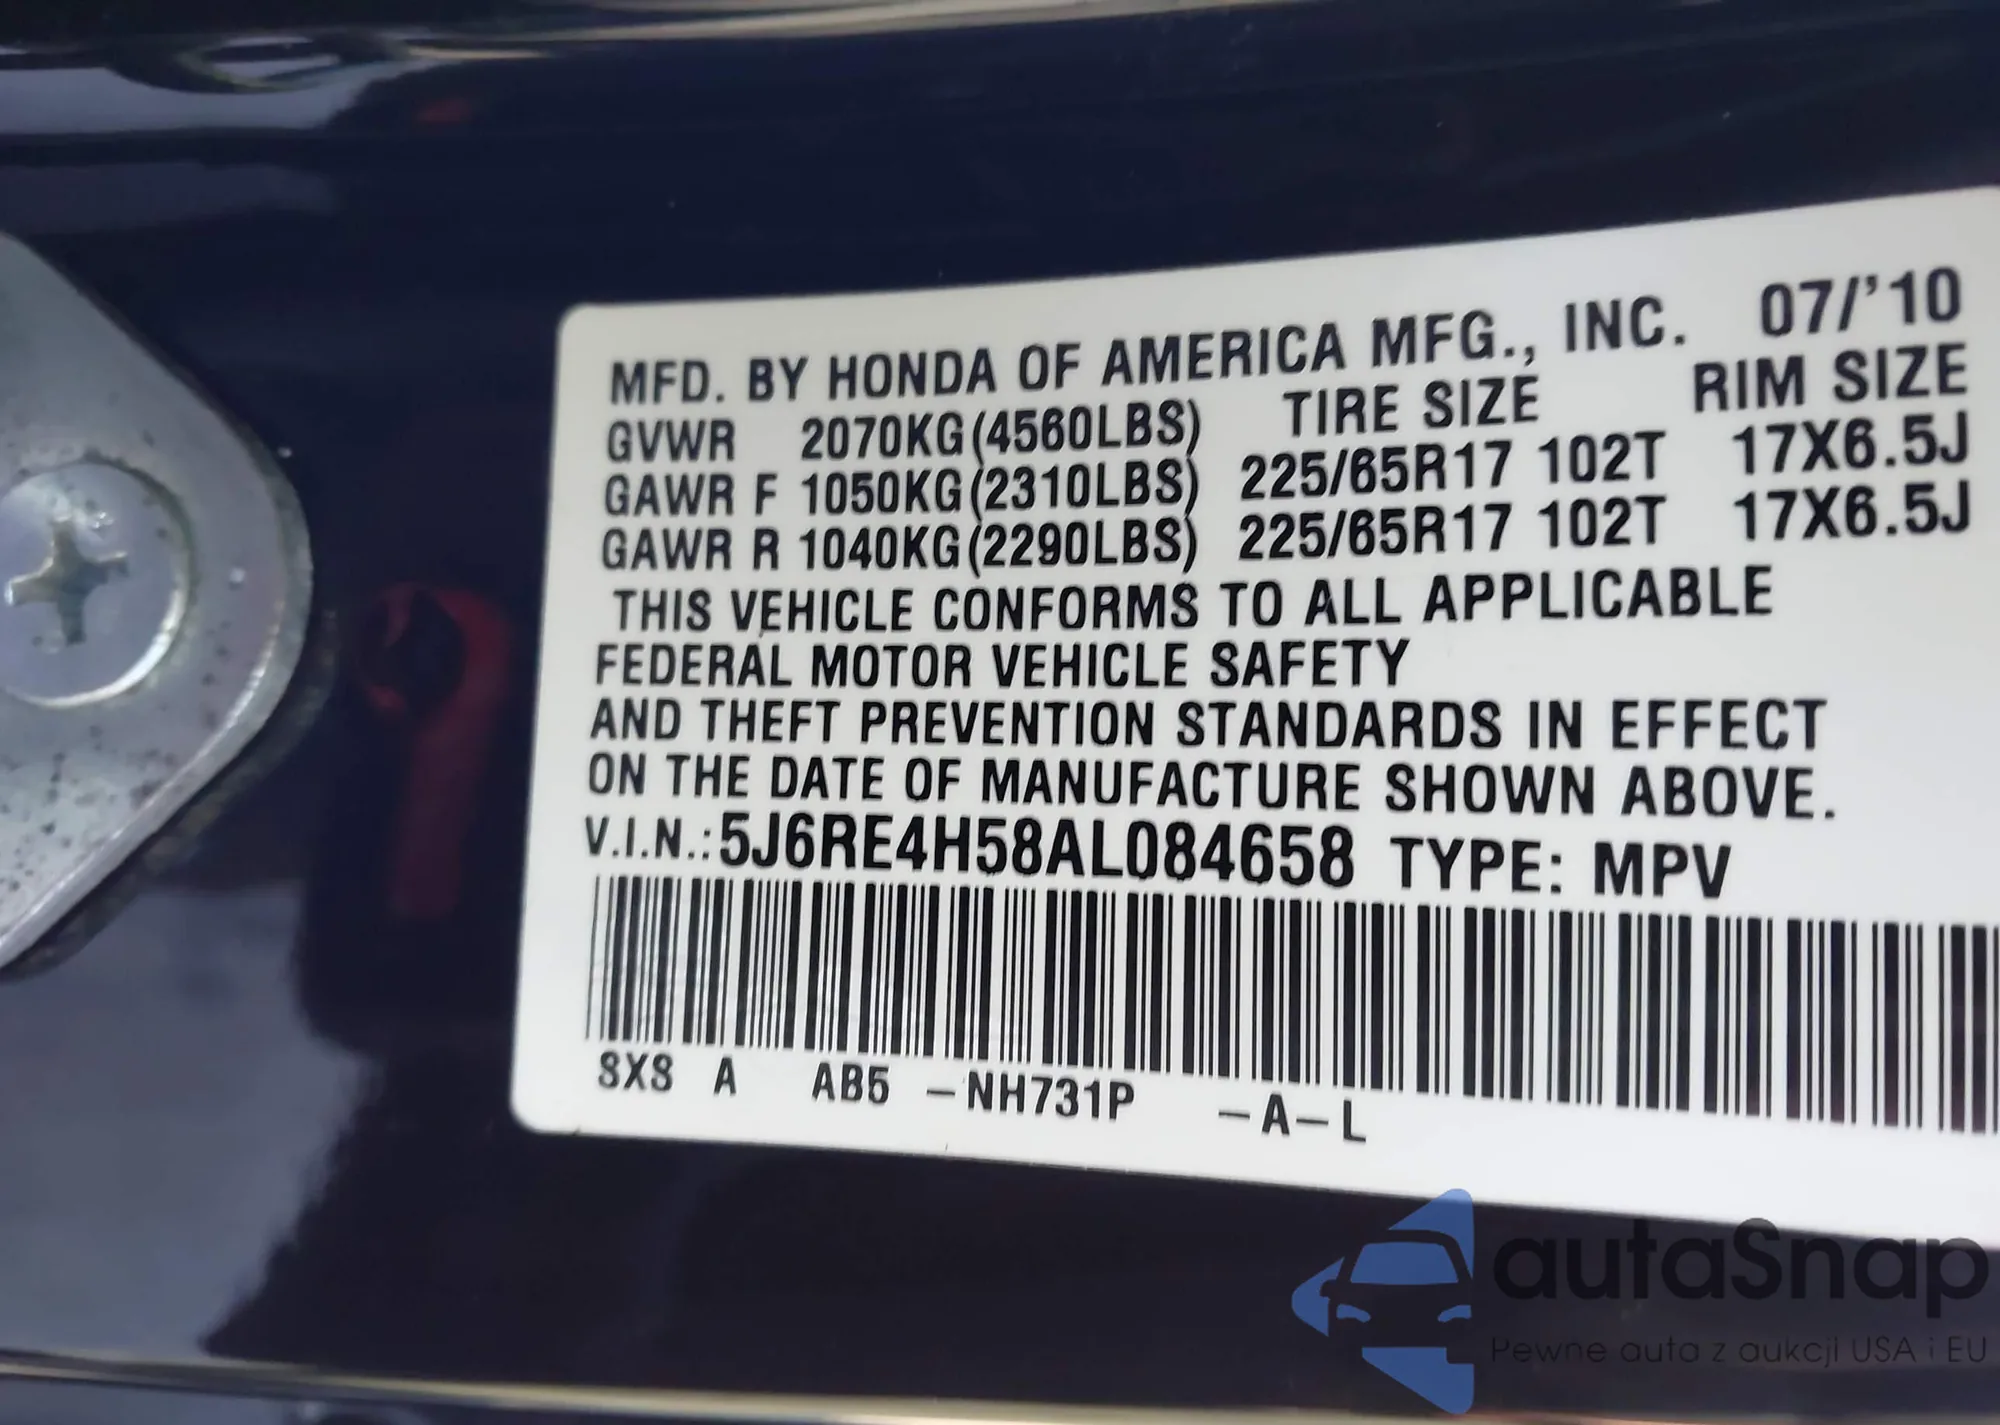 MFD. BY HONDA OF AMERICA MFG., INC. 07/'10
GVWR 2070KG(4560LBS) TIRE SIZE RIM SIZE
GAWR F 1050KG(2310LBS) 225/65R17 102T 17X6.5J
GAWR R 1040KG(2290LBS) 225/65R17 102T 17X6.5J
THIS VEHICLE CONFORMS TO ALL APPLICABLE
FEDERAL MOTOR VEHICLE SAFETY
AND THEFT PREVENTION STANDARDS IN EFFECT
ON THE DATE OF MANUFACTURE SHOWN ABOVE.
V.I.N.:5J6RE4H58AL084658 TYPE: MPV
SXS A AB5 –NH731P –A–L
autaSnap
Pewne auta z aukcji USA i EU